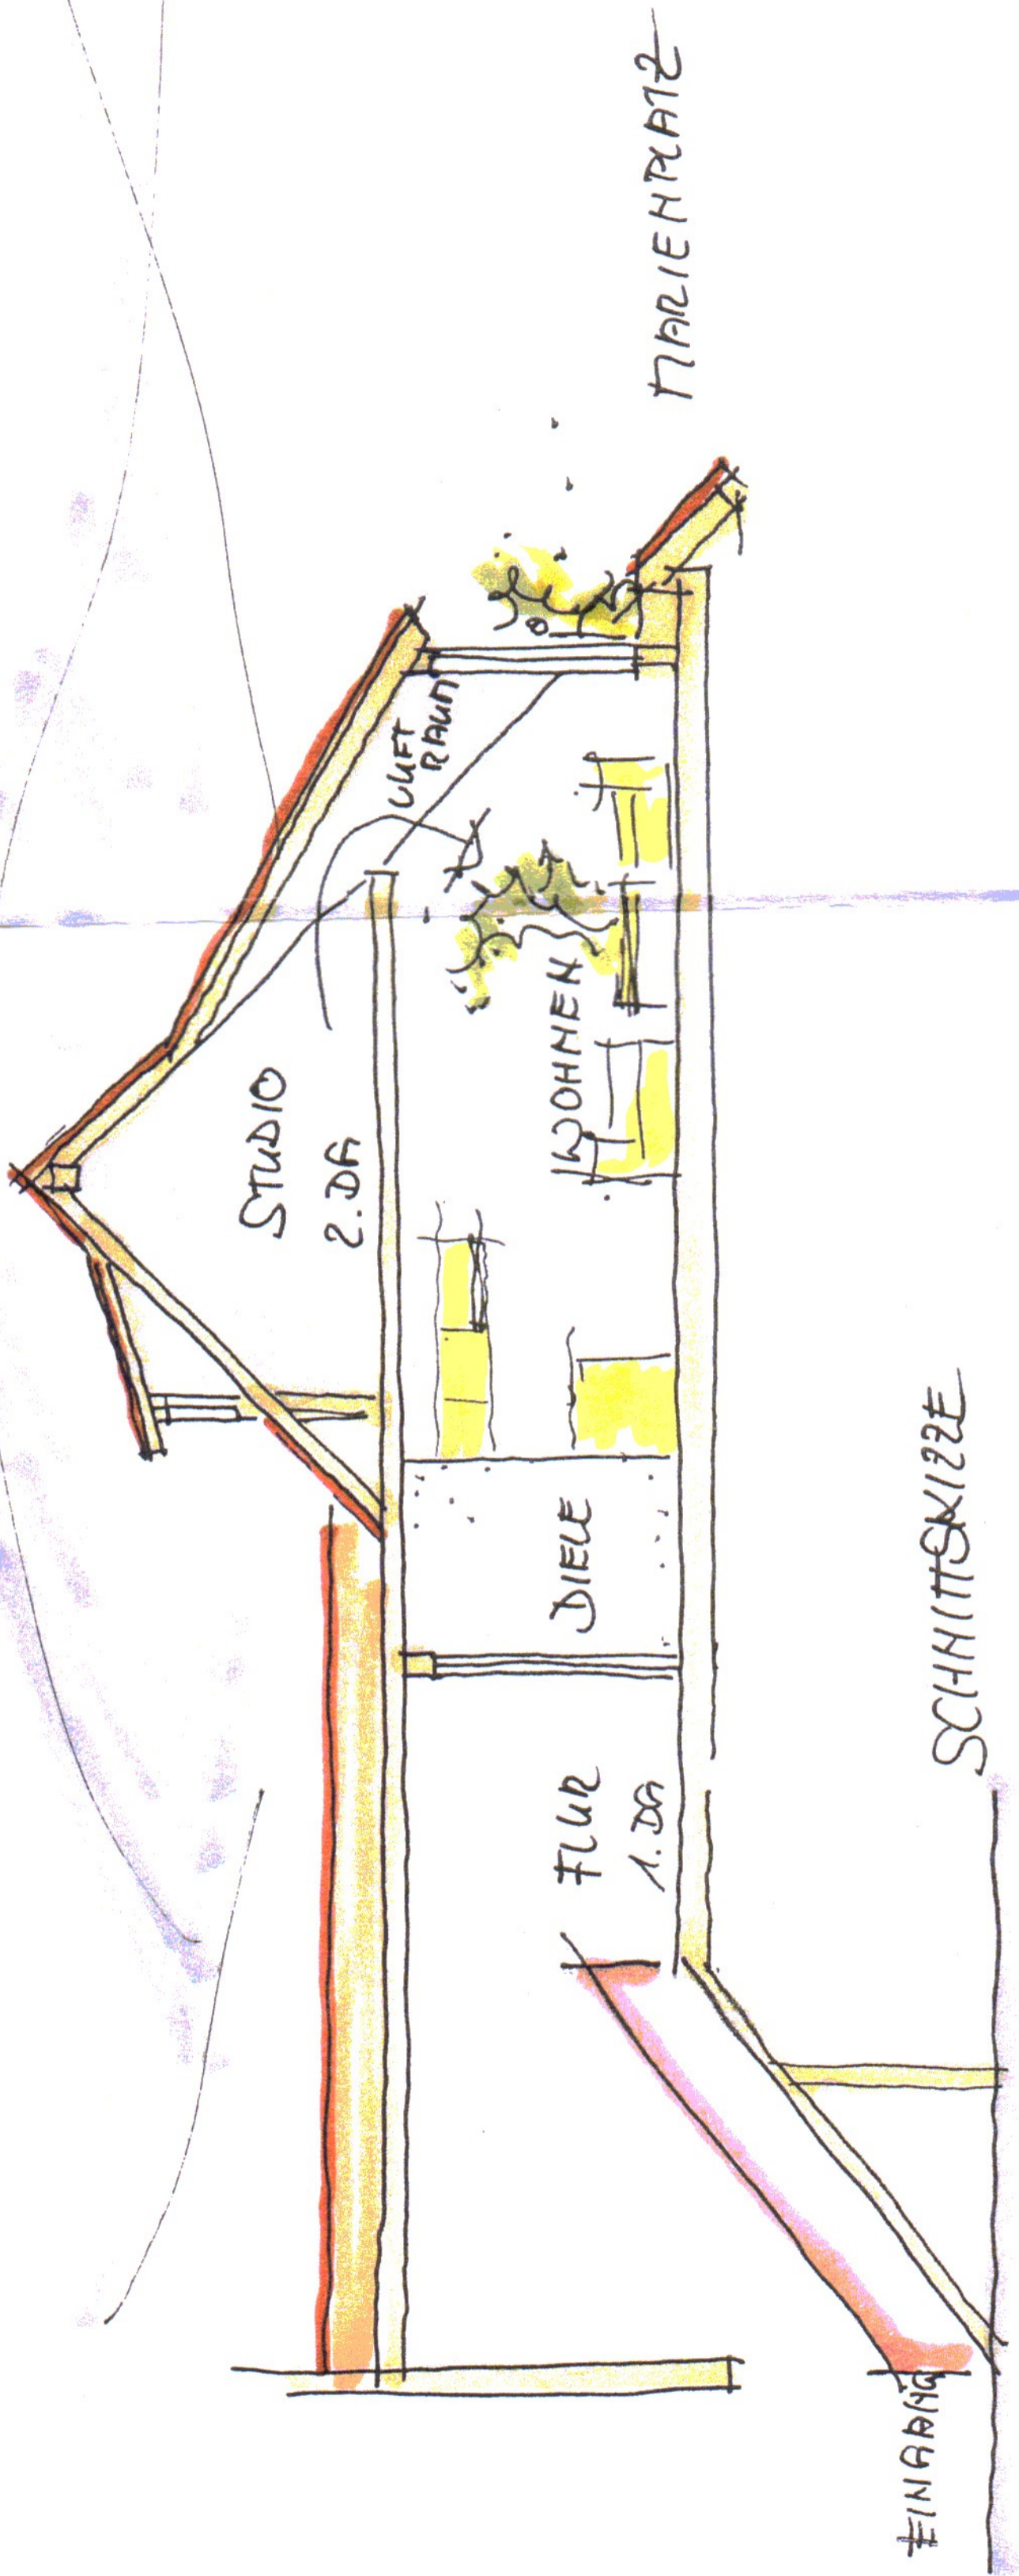 STUDIO
2. DG
LUFT
RAUM
WOHNEN
DIELE
FLUR
1. DG
MARIENPLATZ
EINGANG
SCHNITTSKIZZE